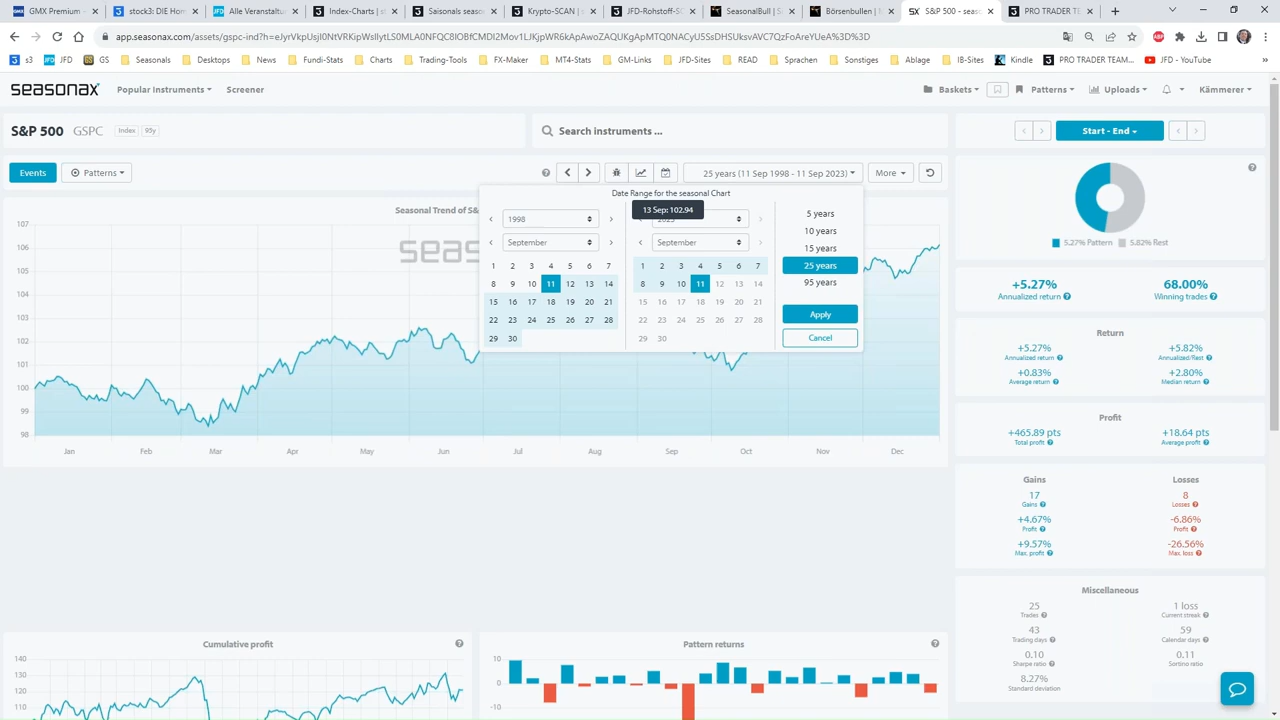 GMX Premium
stock3: DIE Hom
Alle Veranstaltu
Index-Charts | st
Saisonals seison
Krypto-SCAN | s
JFD-Rohstoff-SC
SeasonalBull | Sa
Börsenbullen | M
S&P 500 - seaso
PRO TRADER TE
app.seasonax.com/assets/gspc-ind?h=
s3
JFD
GS
Seasonals
Desktops
News
Fundi-Stats
Charts
Trading-Tools
FX-Maker
MT4-Stats
GM-Links
JFD-Sites
READ
Sprachen
Sonstiges
Ablage
IB-Sites
Kindle
PRO TRADER TEAM...
JFD - YouTube
»
seasonax
Popular instruments
Screener
Baskets
Patterns
Uploads
Kämmerer
S&P 500 GSPC Index 95y
Search instruments ...
Start - End
Events
Patterns
25 years (11 Sep 1998 - 11 Sep 2023)
More
Date Range for the seasonal Chart
Seasonal Trend of S&
13 Sep: 102.94
1998
September
September
1 2 3 4 5 6 7
10 11 12 13 14
15 16 17 18 19 20 21
22 23 24 25 26 27 28
29 30
1 2 3 4 5 6 7
8 9 10 11 12 13 14
15 16 17 18 19 20 21
22 23 24 25 26 27 28
29 30
5 years
10 years
15 years
25 years
95 years
Apply
Cancel
107
105
104
103
102
101
100
99
98
Jan Feb Mar Apr May Jun Jul Aug Sep Oct Nov Dec
5.27% Pattern 5.82% Rest
+5.27%
Annualized return
68.00%
Winning trades
Return
+5.27%
Annualized return
+5.82%
Annualized/Rest
+0.83%
Average return
+2.80%
Median return
Profit
+465.89 pts
Total profit
+18.64 pts
Average profit
Gains
Losses
17
Gains
8
Losses
+4.67%
Profit
-6.86%
Profit
+9.57%
Max. profit
-26.56%
Max. loss
Miscellaneous
25
Trades
1 loss
Current streak
43
Trading days
59
Calendar days
0.10
Sharpe ratio
0.11
Sortino ratio
8.27%
Standard deviation
Cumulative profit
140
130
120
110
Pattern returns
10
-10